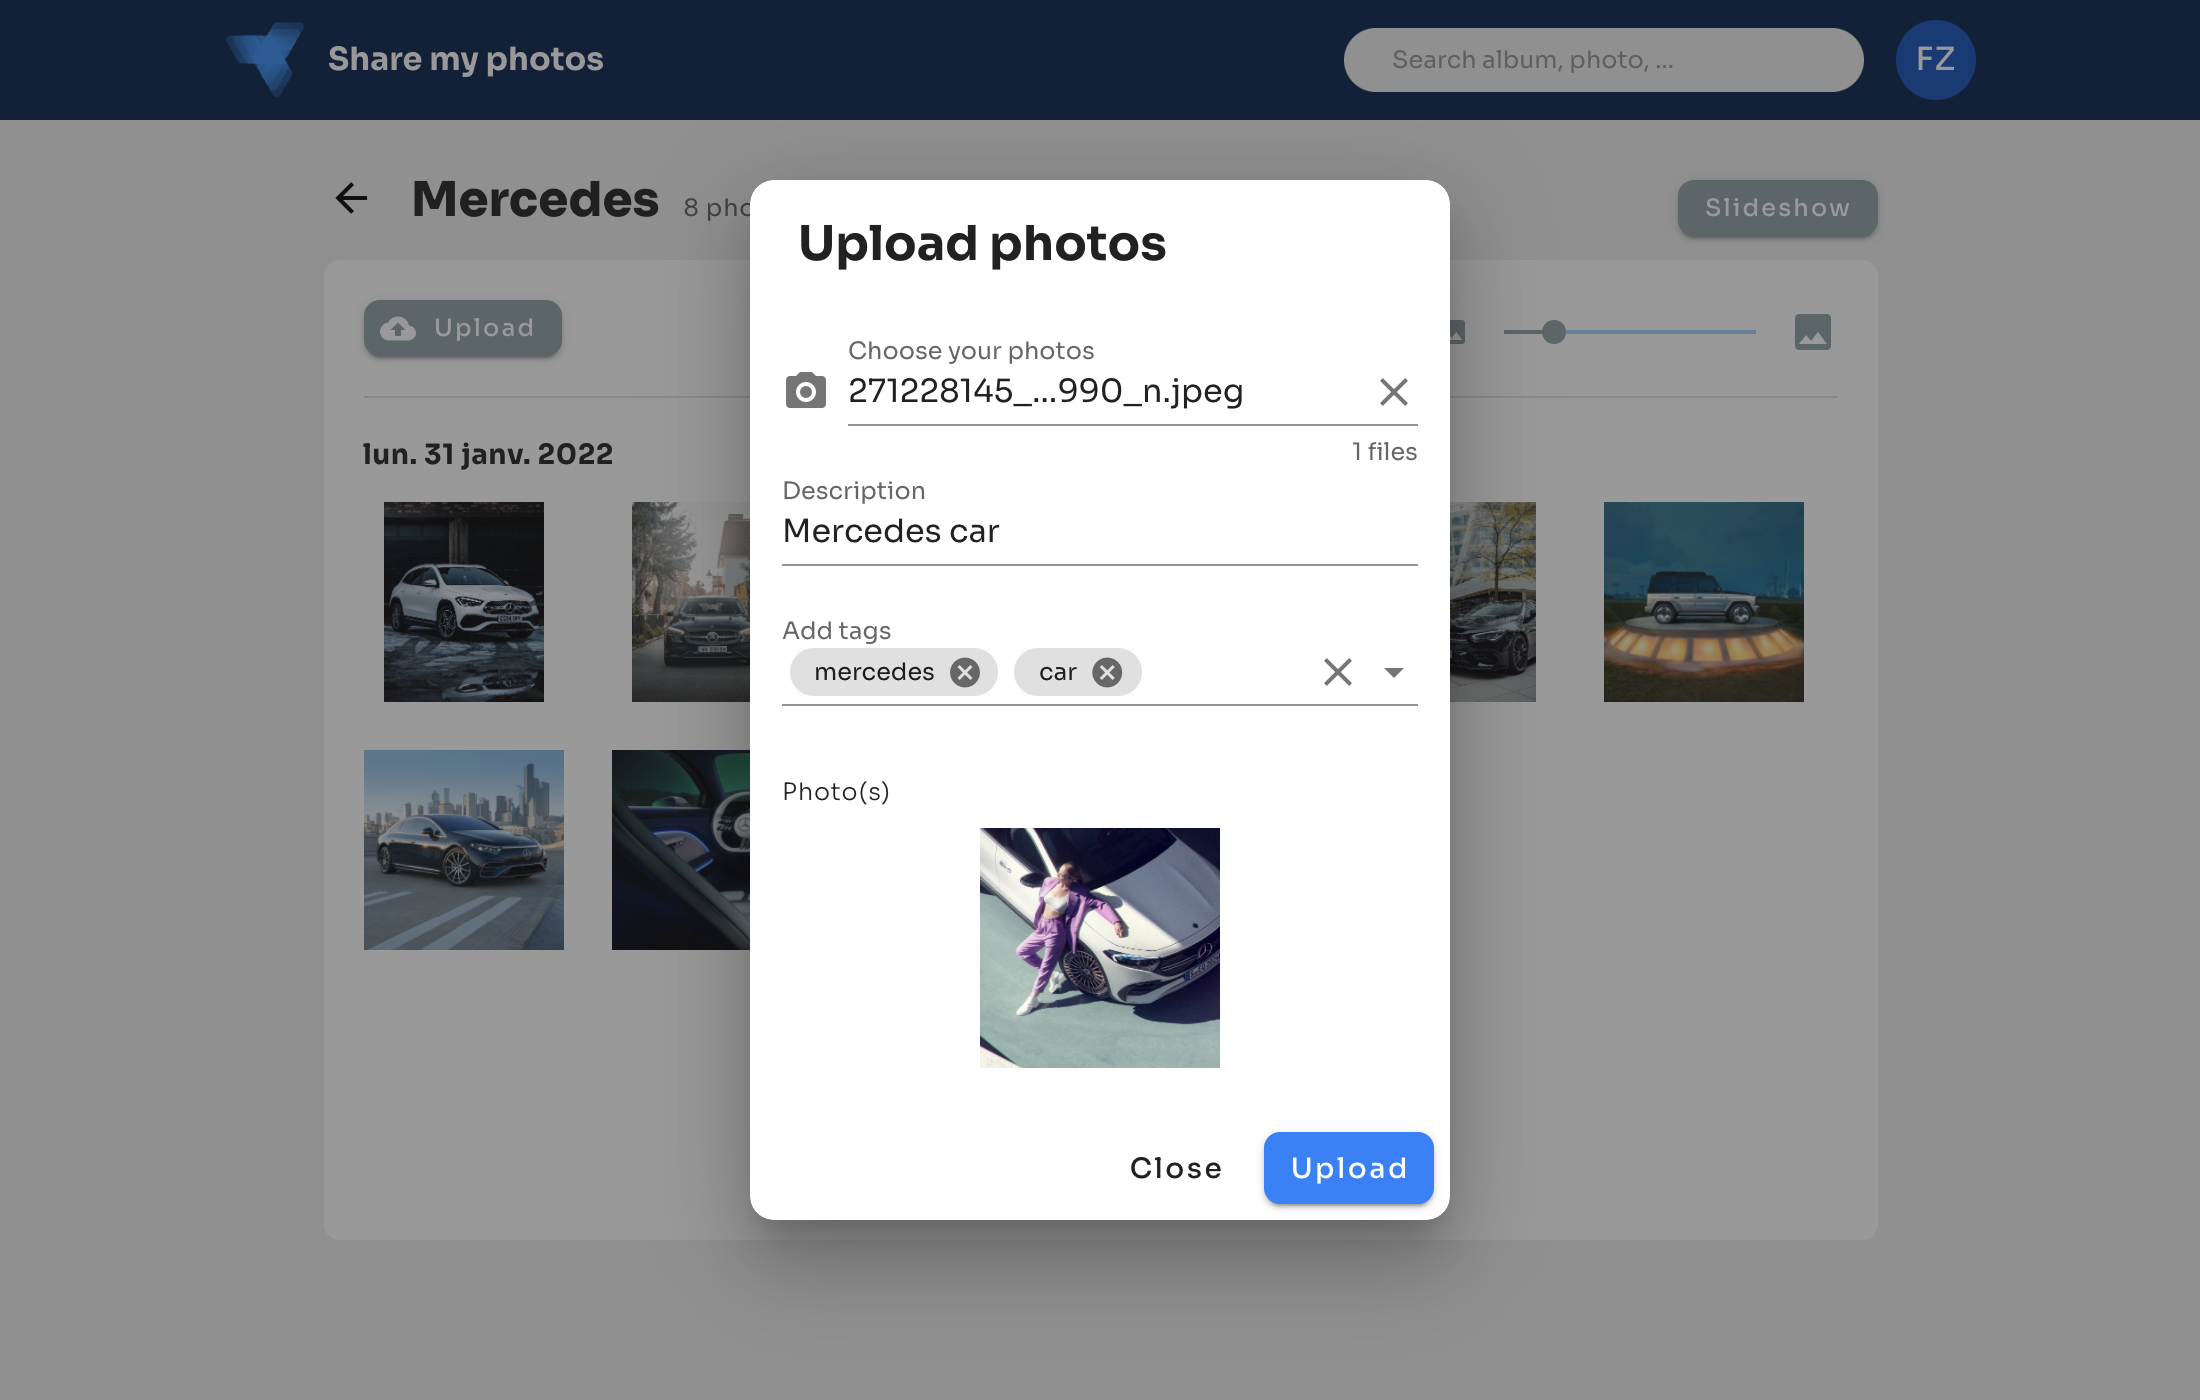 Share my photos
Search album, photo, ...
FZ
Mercedes
8 pho
Slideshow
Upload
lun. 31 janv. 2022
Upload photos
Choose your photos
271228145_...990_n.jpeg
1 files
Description
Mercedes car
Add tags
mercedes
car
Photo(s)
Close
Upload